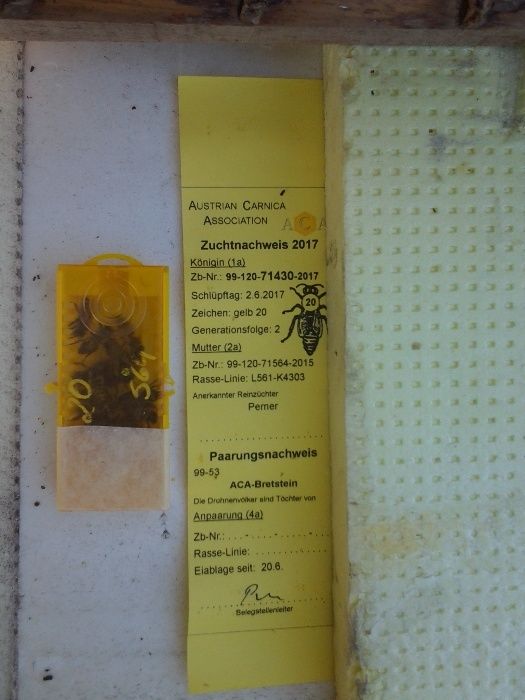 AUSTRIAN CARNICA
ASSOCIATION
ACA
Zuchtnachweis 2017
Königin (1a)
Zb-Nr.: 99-120-71430-2017
Schlüpftag: 2.6.2017
Zeichen: gelb 20
20
Generationsfolge: 2
Mutter (2a)
Zb-Nr.: 99-120-71564-2015
Rasse-Linie: L561-K4303
Anerkannter Reinzüchter
Perner
Paarungsnachweis
99-53
ACA-Bretstein
Die Drohnenvölker sind Töchter von
Anpaarung (4a)
Zb-Nr.:
Rasse-Linie:
Eiablage seit: 20.6.
Belegstellenleiter
20
564